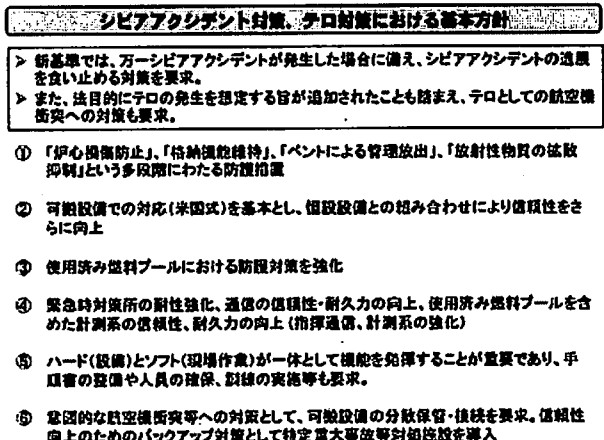 シビアアクシデント対策、テロ対策における基本方針
➢ 新基準では、万一シビアアクシデントが発生した場合に備え、シビアアクシデントの進展
を食い止める対策を要求。
➢ また、法目的にテロの発生を想定する旨が追加されたことも踏まえ、テロとしての航空機
衝突への対策も要求。
① 「炉心損傷防止」、「格納機能維持」、「ベントによる管理放出」、「放射性物質の拡散
抑制」という多段階にわたる防護措置
② 可搬設備での対応(米国式)を基本とし、恒設設備との組み合わせにより信頼性をさ
らに向上
③ 使用済み燃料プールにおける防護対策を強化
④ 緊急時対策所の耐性強化、通信の信頼性・耐久力の向上、使用済み燃料プールを含
めた計測系の信頼性、耐久力の向上(指揮通信、計測系の強化)
⑤ ハード(設備)とソフト(現場作業)が一体として機能を発揮することが重要であり、手
順書の整備や人員の確保、訓練の実施等も要求。
⑥ 意図的な航空機衝突等への対策として、可搬設備の分散保管・接続を要求。信頼性
向上のためのバックアップ対策として特定重大事故等対処施設を導入